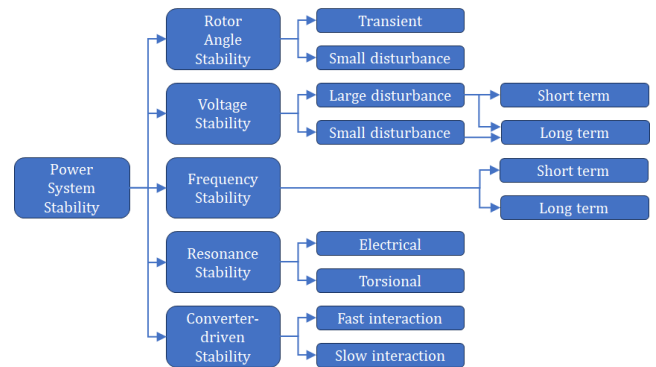 Power
System
Stability
Rotor
Angle
Stability
Transient
Small disturbance
Voltage
Stability
Large disturbance
Small disturbance
Short term
Long term
Frequency
Stability
Short term
Long term
Resonance
Stability
Electrical
Torsional
Converter-
driven
Stability
Fast interaction
Slow interaction